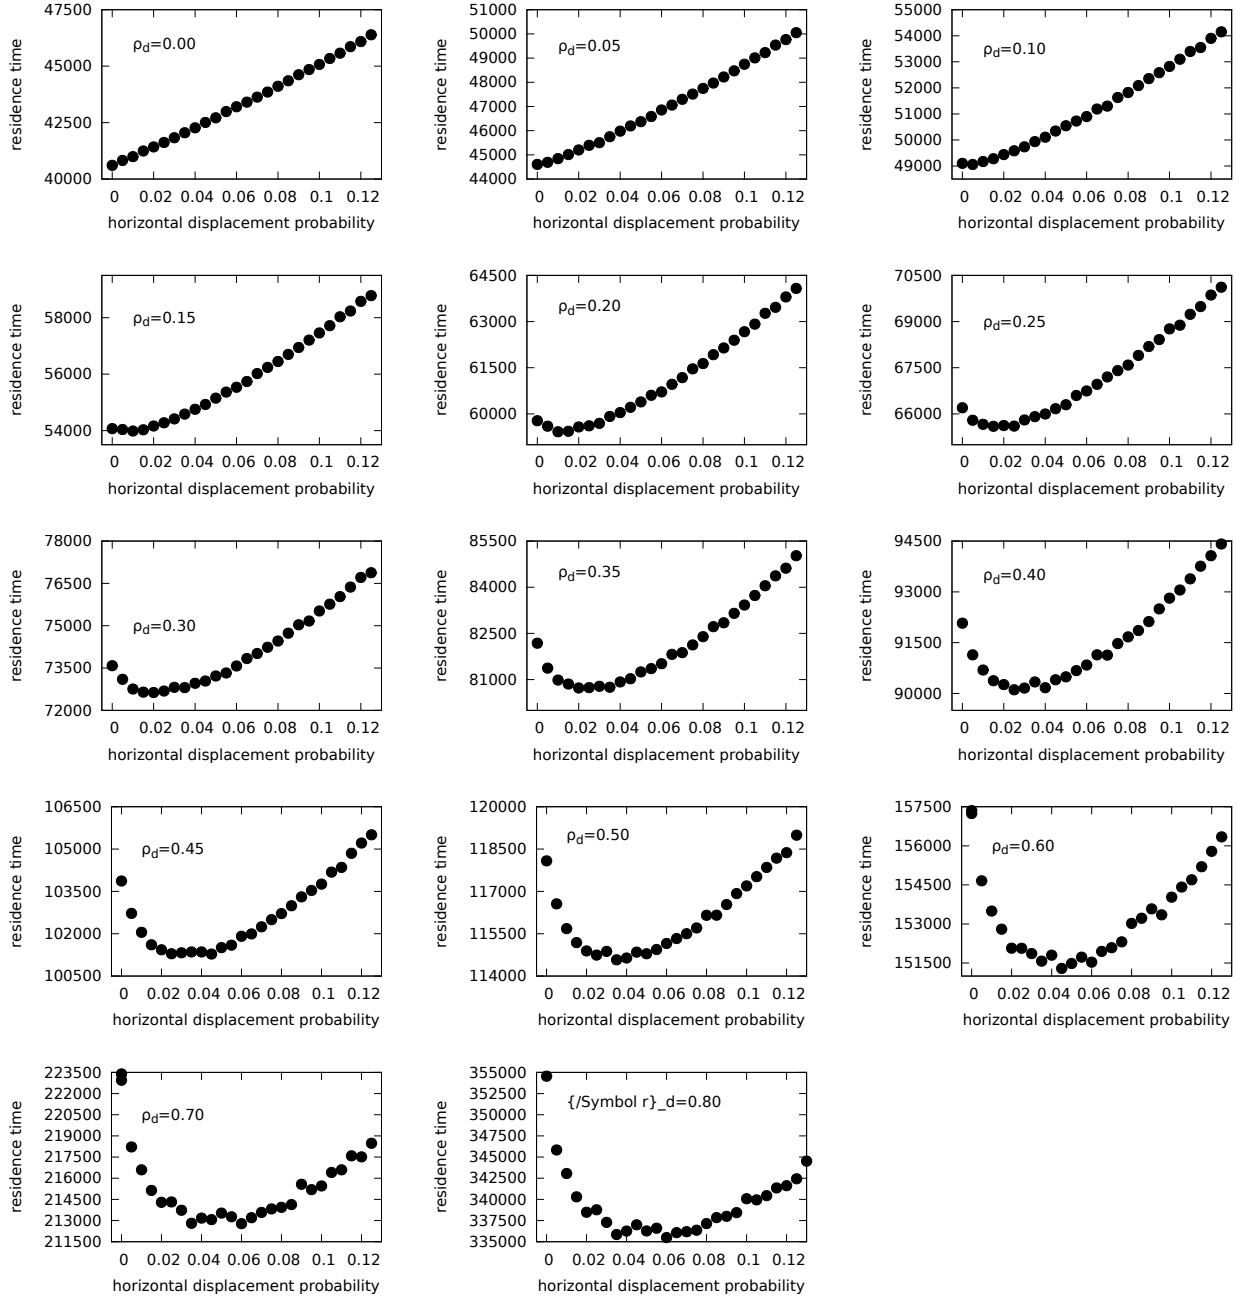 47500
45000
42500
40000
residence time
ρd=0.00
0 0.02 0.04 0.06 0.08 0.1 0.12
horizontal displacement probability
51000
50000
49000
48000
47000
46000
45000
44000
residence time
ρd=0.05
0 0.02 0.04 0.06 0.08 0.1 0.12
horizontal displacement probability
55000
54000
53000
52000
51000
50000
49000
residence time
ρd=0.10
0 0.02 0.04 0.06 0.08 0.1 0.12
horizontal displacement probability
58000
56000
54000
residence time
ρd=0.15
0 0.02 0.04 0.06 0.08 0.1 0.12
horizontal displacement probability
64500
63000
61500
60000
residence time
ρd=0.20
0 0.02 0.04 0.06 0.08 0.1 0.12
horizontal displacement probability
70500
69000
67500
66000
residence time
ρd=0.25
0 0.02 0.04 0.06 0.08 0.1 0.12
horizontal displacement probability
78000
76500
75000
73500
72000
residence time
ρd=0.30
0 0.02 0.04 0.06 0.08 0.1 0.12
horizontal displacement probability
85500
84000
82500
81000
residence time
ρd=0.35
0 0.02 0.04 0.06 0.08 0.1 0.12
horizontal displacement probability
94500
93000
91500
90000
residence time
ρd=0.40
0 0.02 0.04 0.06 0.08 0.1 0.12
horizontal displacement probability
106500
105000
103500
102000
100500
residence time
ρd=0.45
0 0.02 0.04 0.06 0.08 0.1 0.12
horizontal displacement probability
120000
118500
117000
115500
114000
residence time
ρd=0.50
0 0.02 0.04 0.06 0.08 0.1 0.12
horizontal displacement probability
157500
156000
154500
153000
151500
residence time
ρd=0.60
0 0.02 0.04 0.06 0.08 0.1 0.12
horizontal displacement probability
223500
222000
220500
219000
217500
216000
214500
213000
211500
residence time
ρd=0.70
0 0.02 0.04 0.06 0.08 0.1 0.12
horizontal displacement probability
355000
352500
350000
347500
345000
342500
340000
337500
335000
residence time
{/Symbol r}_d=0.80
0 0.02 0.04 0.06 0.08 0.1 0.12
horizontal displacement probability